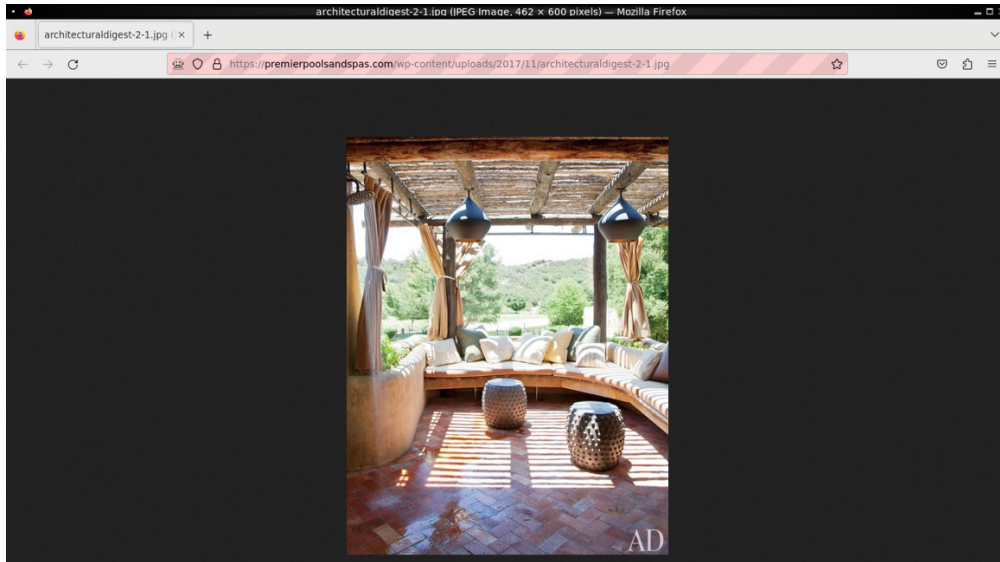 architecturaldigest-2-1.jpg (JPEG Image, 462 × 600 pixels) — Mozilla Firefox
architecturaldigest-2-1.jpg
https://premierpoolsandspas.com/wp-content/uploads/2017/11/architecturaldigest-2-1.jpg
AD